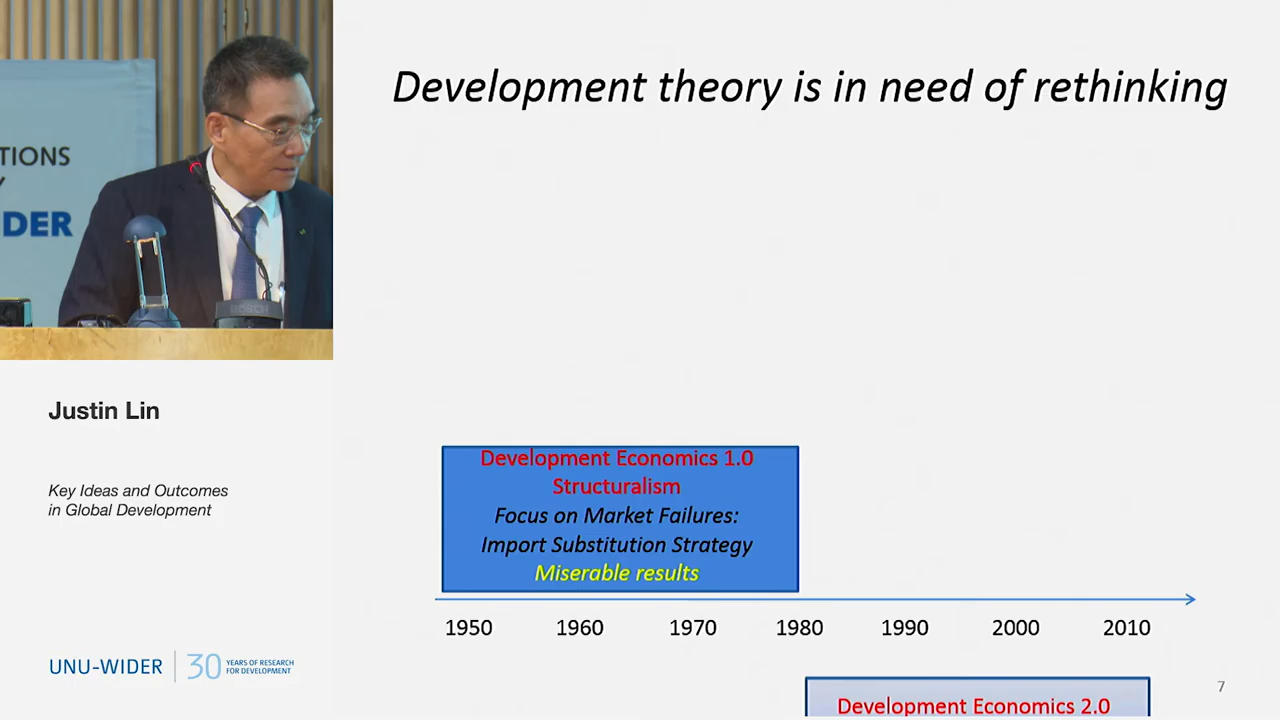 TIONS
DER
BOSCH
Justin Lin
Key Ideas and Outcomes
in Global Development
UNU-WIDER
30 YEARS OF RESEARCH
FOR DEVELOPMENT
Development theory is in need of rethinking
Development Economics 1.0
Structuralism
Focus on Market Failures:
Import Substitution Strategy
Miserable results
1950 1960 1970 1980 1990 2000 2010
Development Economics 2.0
7